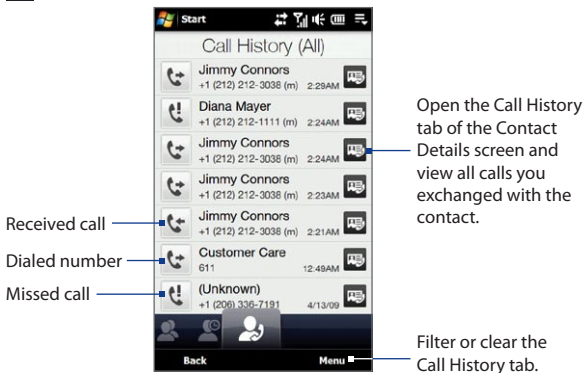 Start
Call History (All)
Jimmy Connors
+1 (212) 212-3038 (m) 2:29AM
Diana Mayer
+1 (212) 212-1111 (m) 2:24AM
Jimmy Connors
+1 (212) 212-3038 (m) 2:24AM
Jimmy Connors
+1 (212) 212-3038 (m) 2:23AM
Jimmy Connors
+1 (212) 212-3038 (m) 2:21AM
Customer Care
611 12:49AM
(Unknown)
+1 (206) 336-7191 4/13/09
Back Menu
Received call
Dialed number
Missed call
Open the Call History
tab of the Contact
Details screen and
view all calls you
exchanged with the
contact.
Filter or clear the
Call History tab.